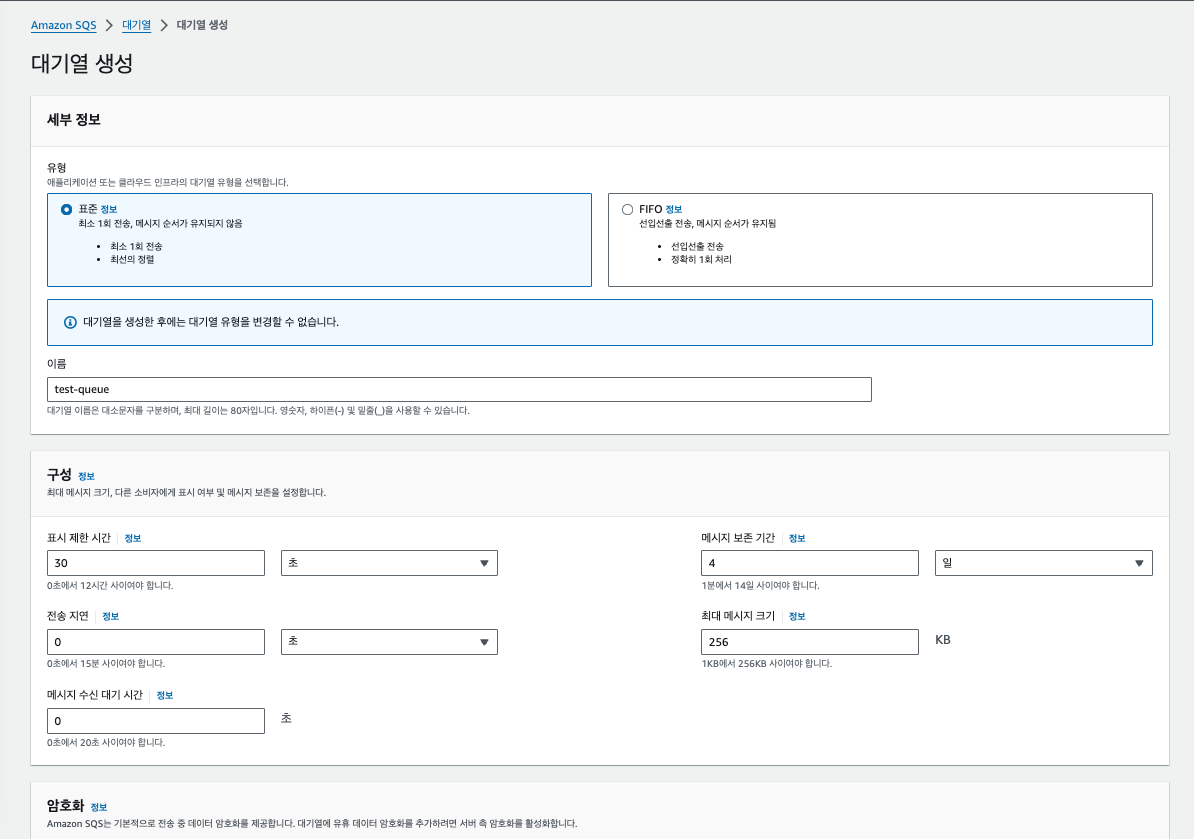 Amazon SQS > 대기열 > 대기열 생성
대기열 생성
세부 정보
유형
애플리케이션 또는 클라우드 인프라의 대기열 유형을 선택합니다.
표준 정보
최소 1회 전송, 메시지 순서가 유지되지 않음
• 최소 1회 전송
• 최선의 정렬
FIFO 정보
선입선출 전송, 메시지 순서가 유지됨
• 선입선출 전송
• 정확히 1회 처리
대기열을 생성한 후에는 대기열 유형을 변경할 수 없습니다.
이름
test-queue
대기열 이름은 대소문자를 구분하며, 최대 길이는 80자입니다. 영숫자, 하이픈(-) 및 밑줄(_)을 사용할 수 있습니다.
구성 정보
최대 메시지 크기, 다른 소비자에게 표시 여부 및 메시지 보존을 설정합니다.
표시 제한 시간 정보
30 초
0초에서 12시간 사이여야 합니다.
메시지 보존 기간 정보
4 일
1분에서 14일 사이여야 합니다.
전송 지연 정보
0 초
0초에서 15분 사이여야 합니다.
최대 메시지 크기 정보
256 KB
1KB에서 256KB 사이여야 합니다.
메시지 수신 대기 시간 정보
0 초
0초에서 20초 사이여야 합니다.
암호화 정보
Amazon SQS는 기본적으로 전송 중 데이터 암호화를 제공합니다. 대기열에 유휴 데이터 암호화를 추가하려면 서버 측 암호화를 활성화합니다.